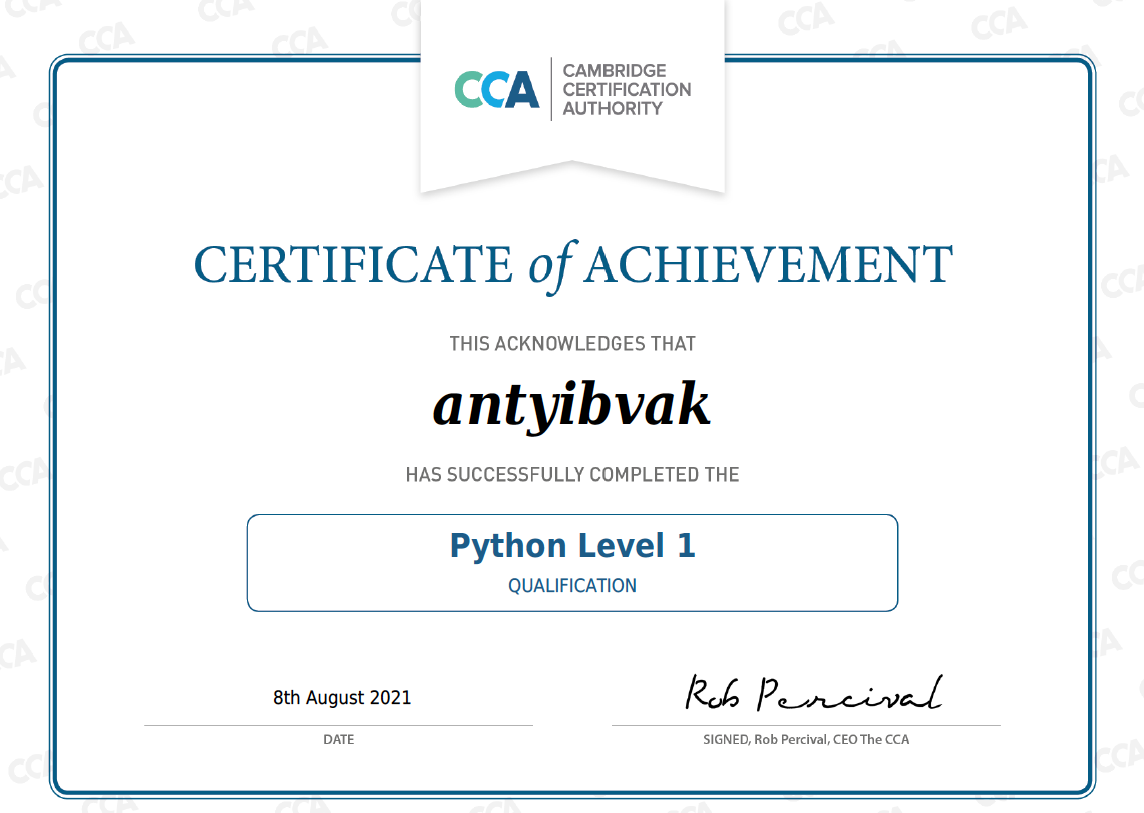 CCA
CAMBRIDGE
CERTIFICATION
AUTHORITY
CERTIFICATE of ACHIEVEMENT
THIS ACKNOWLEDGES THAT
antyibvak
HAS SUCCESSFULLY COMPLETED THE
Python Level 1
QUALIFICATION
8th August 2021
Rob Percival
DATE
SIGNED, Rob Percival, CEO The CCA